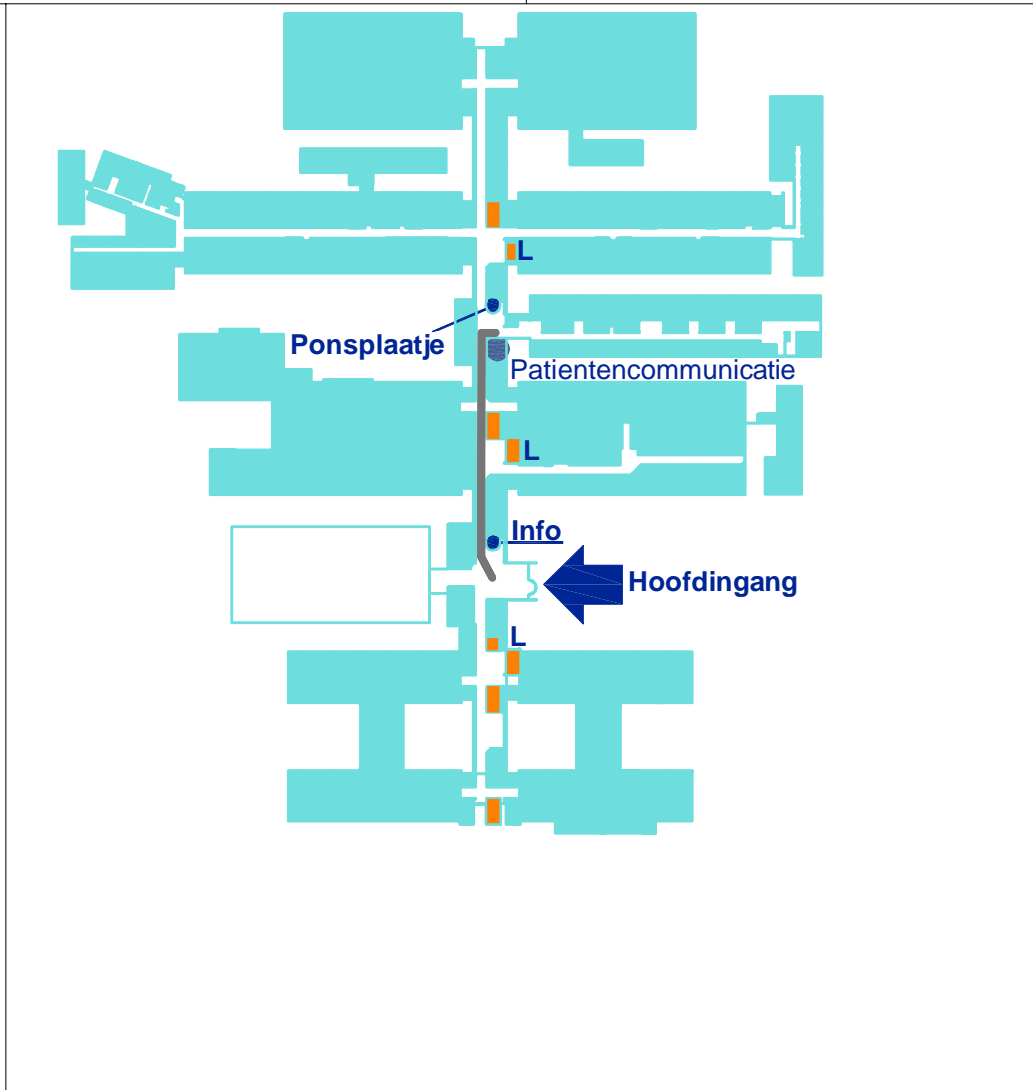 L
Ponsplaatje
Patientencommunicatie
L
Info
Hoofdingang
L